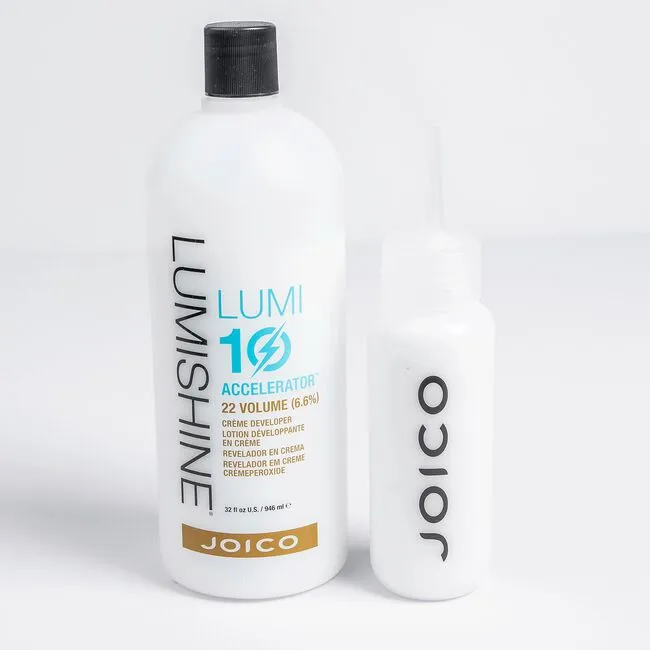 LUMISHINE®
LUMI
10
ACCELERATOR™
22 VOLUME (6.6%)
CRÈME DEVELOPER
LOTION DÉVELOPPANTE
EN CRÈME
REVELADOR EN CREMA
REVELADOR EM CREME
CRÈMEPEROXIDE
32 fl oz U.S. / 946 ml ℮
JOICO
JOICO